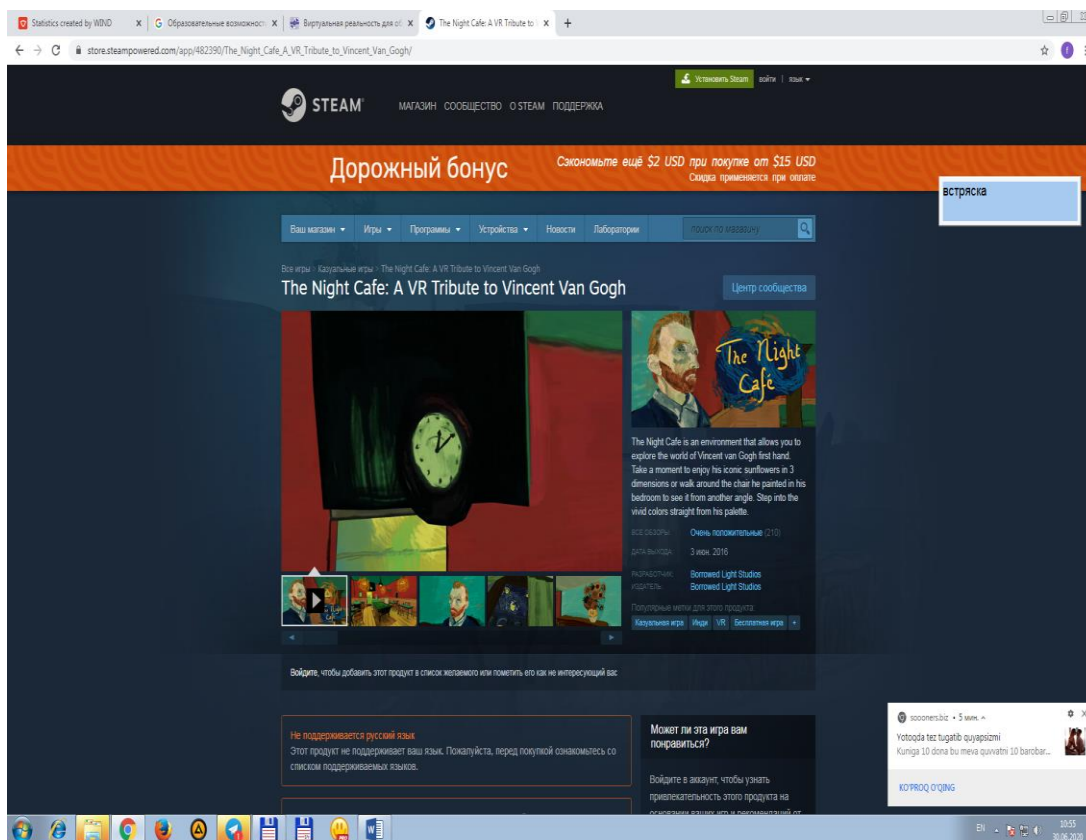 Statistics created by WIND
Образовательные возможност
Виртуальная реальность для об
The Night Cafe: A VR Tribute to V
store.steampowered.com/app/482390/The_Night_Cafe_A_VR_Tribute_to_Vincent_Van_Gogh/
Установить Steam войти | язык
STEAM МАГАЗИН СООБЩЕСТВО О STEAM ПОДДЕРЖКА
Дорожный бонус
Сэкономьте ещё $2 USD при покупке от $15 USD
Скидка применяется при оплате
встряска
Ваш магазин Игры Программы Устройства Новости Лаборатории поиск по магазину
Все игры > Казуальные игры > The Night Cafe: A VR Tribute to Vincent Van Gogh
The Night Cafe: A VR Tribute to Vincent Van Gogh
Центр сообщества
The Night
Café
The Night Cafe is an environment that allows you to
explore the world of Vincent van Gogh first hand.
Take a moment to enjoy his iconic sunflowers in 3
dimensions or walk around the chair he painted in his
bedroom to see it from another angle. Step into the
vivid colors straight from his palette.
ВСЕ ОБЗОРЫ: Очень положительные (210)
ДАТА ВЫХОДА: 3 июн. 2016
РАЗРАБОТЧИК: Borrowed Light Studios
ИЗДАТЕЛЬ: Borrowed Light Studios
Популярные метки для этого продукта:
Казуальная игра Инди VR Бесплатная игра +
Войдите, чтобы добавить этот продукт в список желаемого или пометить его как не интересующий вас
Не поддерживается русский язык
Этот продукт не поддерживает ваш язык. Пожалуйста, перед покупкой ознакомьтесь со
списком поддерживаемых языков.
Может ли эта игра вам
понравиться?
Войдите в аккаунт, чтобы узнать
привлекательность этого продукта на
основании ваших игр и рекомендаций от
soooners.biz • 5 мин.
Yotoqda tez tugatib quyapsizmi
Kuniga 10 dona bu meva quvvatni 10 barobar...
KO'PROQ O'QING
EN 10:55
30.06.2020